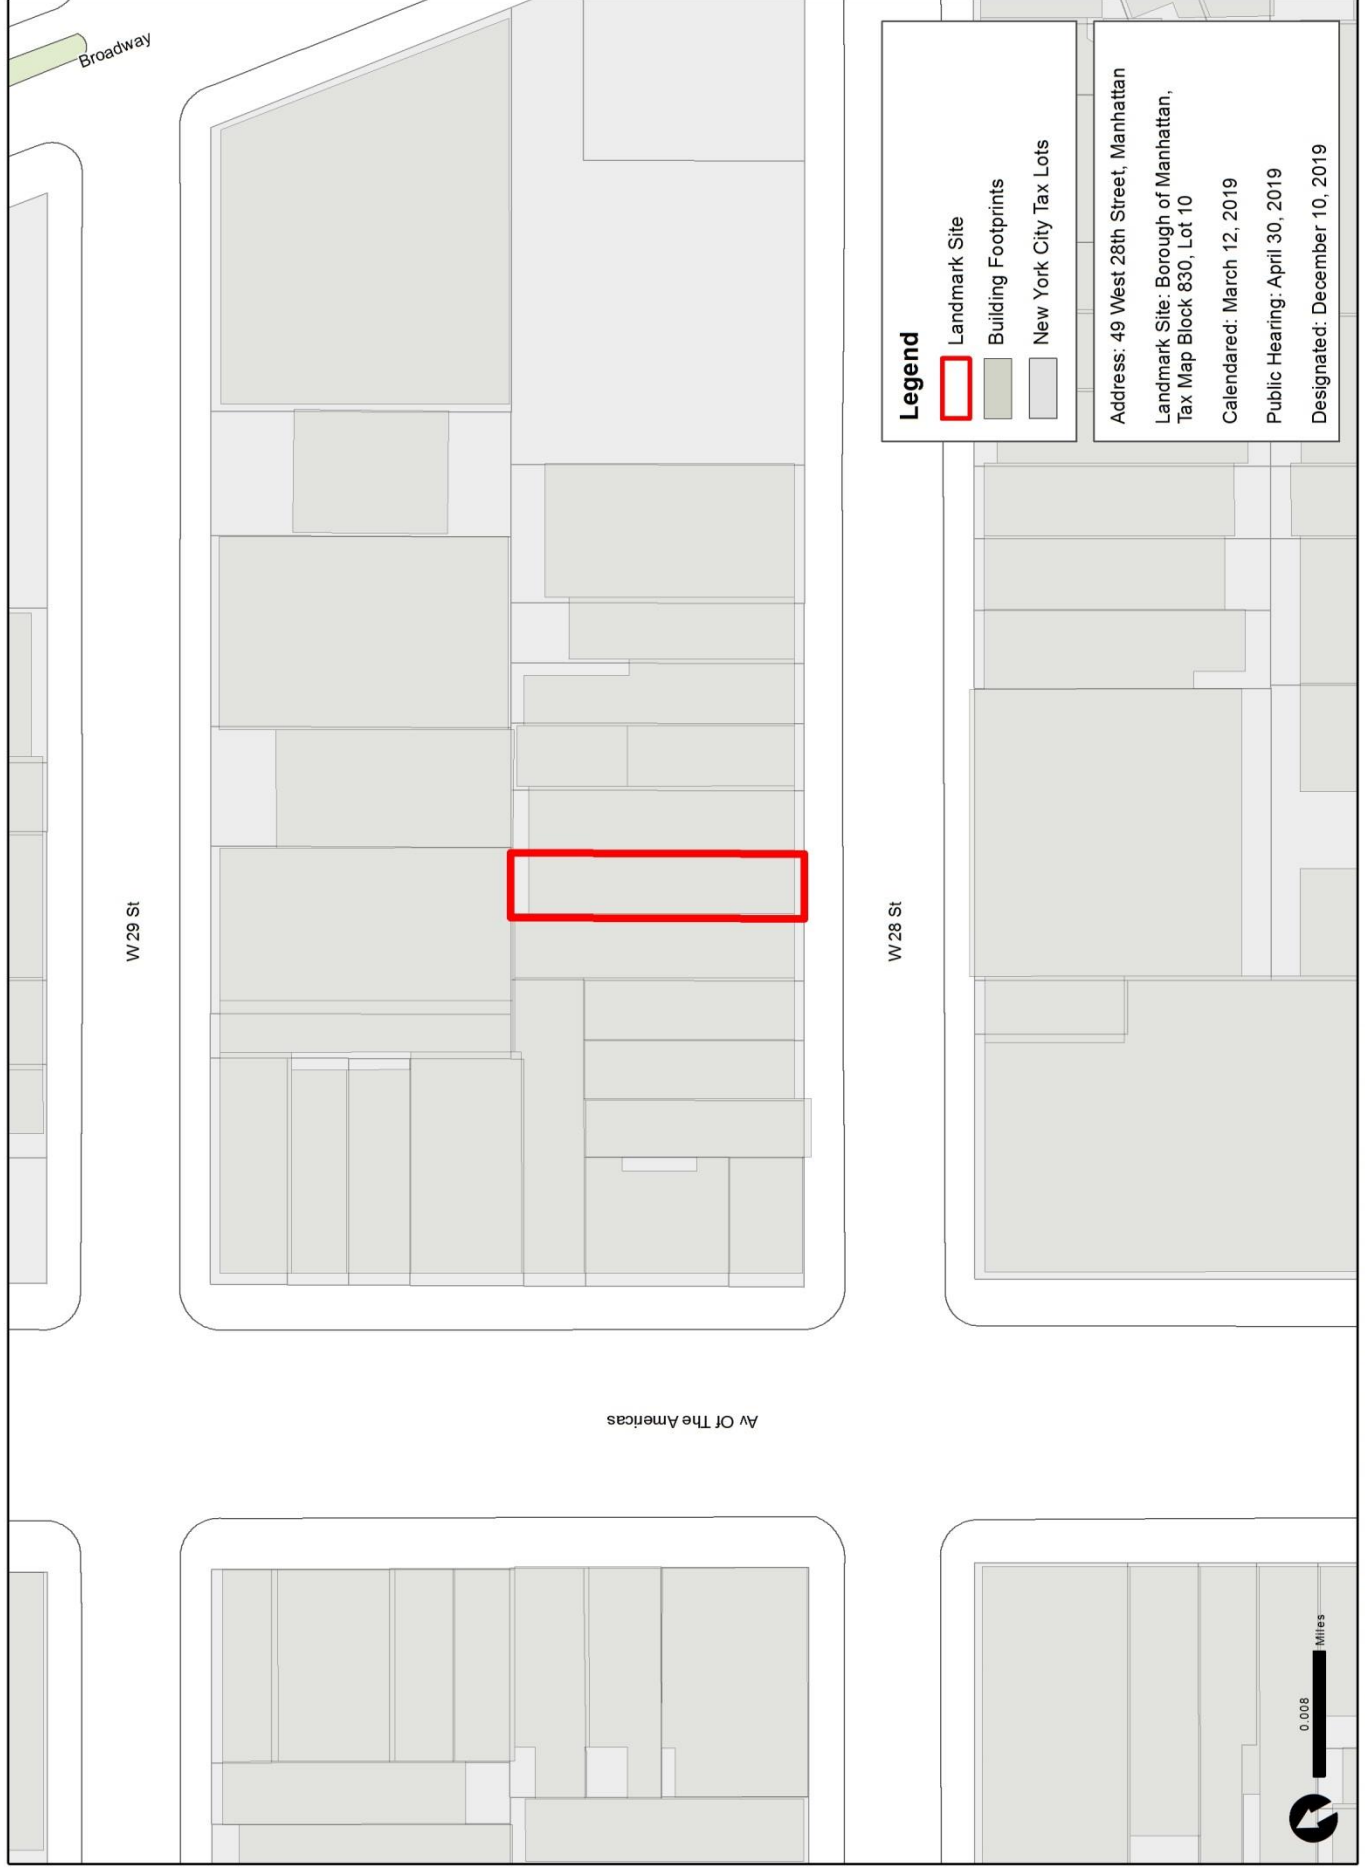 Broadway
W 29 St
W 28 St
Av Of The Americas
Legend
Landmark Site
Building Footprints
New York City Tax Lots
Address: 49 West 28th Street, Manhattan
Landmark Site: Borough of Manhattan,
Tax Map Block 830, Lot 10
Calendared: March 12, 2019
Public Hearing: April 30, 2019
Designated: December 10, 2019
0.008
Miles